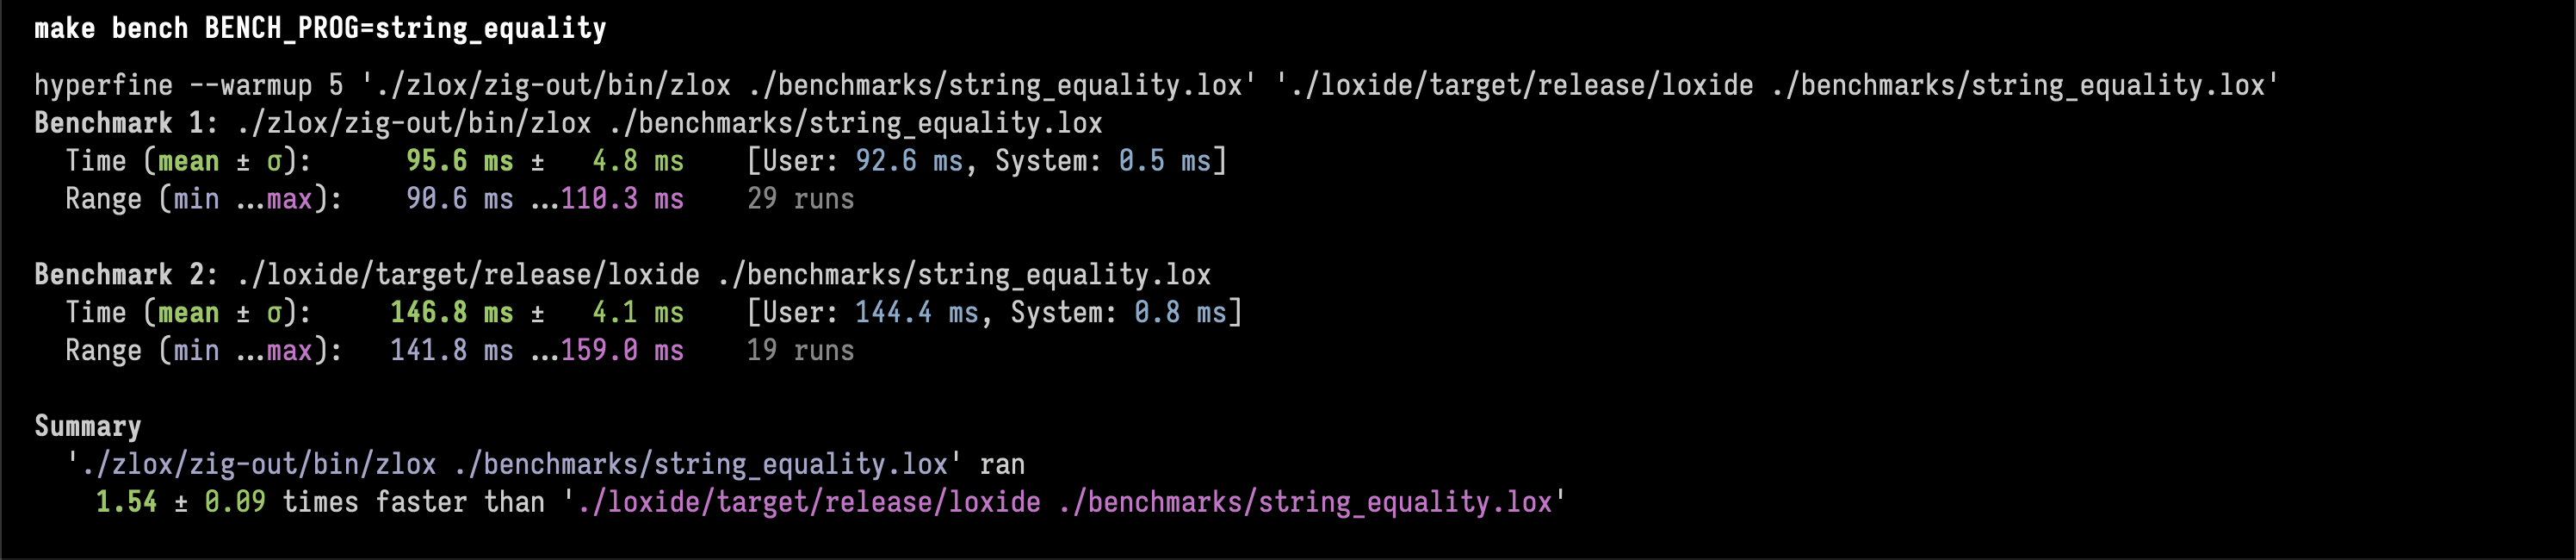 make bench BENCH_PROG=string_equality
hyperfine --warmup 5 './zlox/zig-out/bin/zlox ./benchmarks/string_equality.lox' './loxide/target/release/loxide ./benchmarks/string_equality.lox'
Benchmark 1: ./zlox/zig-out/bin/zlox ./benchmarks/string_equality.lox
  Time (mean ± σ):      95.6 ms ±   4.8 ms    [User: 92.6 ms, System: 0.5 ms]
  Range (min … max):    90.6 ms … 110.3 ms    29 runs
Benchmark 2: ./loxide/target/release/loxide ./benchmarks/string_equality.lox
  Time (mean ± σ):     146.8 ms ±   4.1 ms    [User: 144.4 ms, System: 0.8 ms]
  Range (min … max):   141.8 ms … 159.0 ms    19 runs
Summary
  './zlox/zig-out/bin/zlox ./benchmarks/string_equality.lox' ran
    1.54 ± 0.09 times faster than './loxide/target/release/loxide ./benchmarks/string_equality.lox'